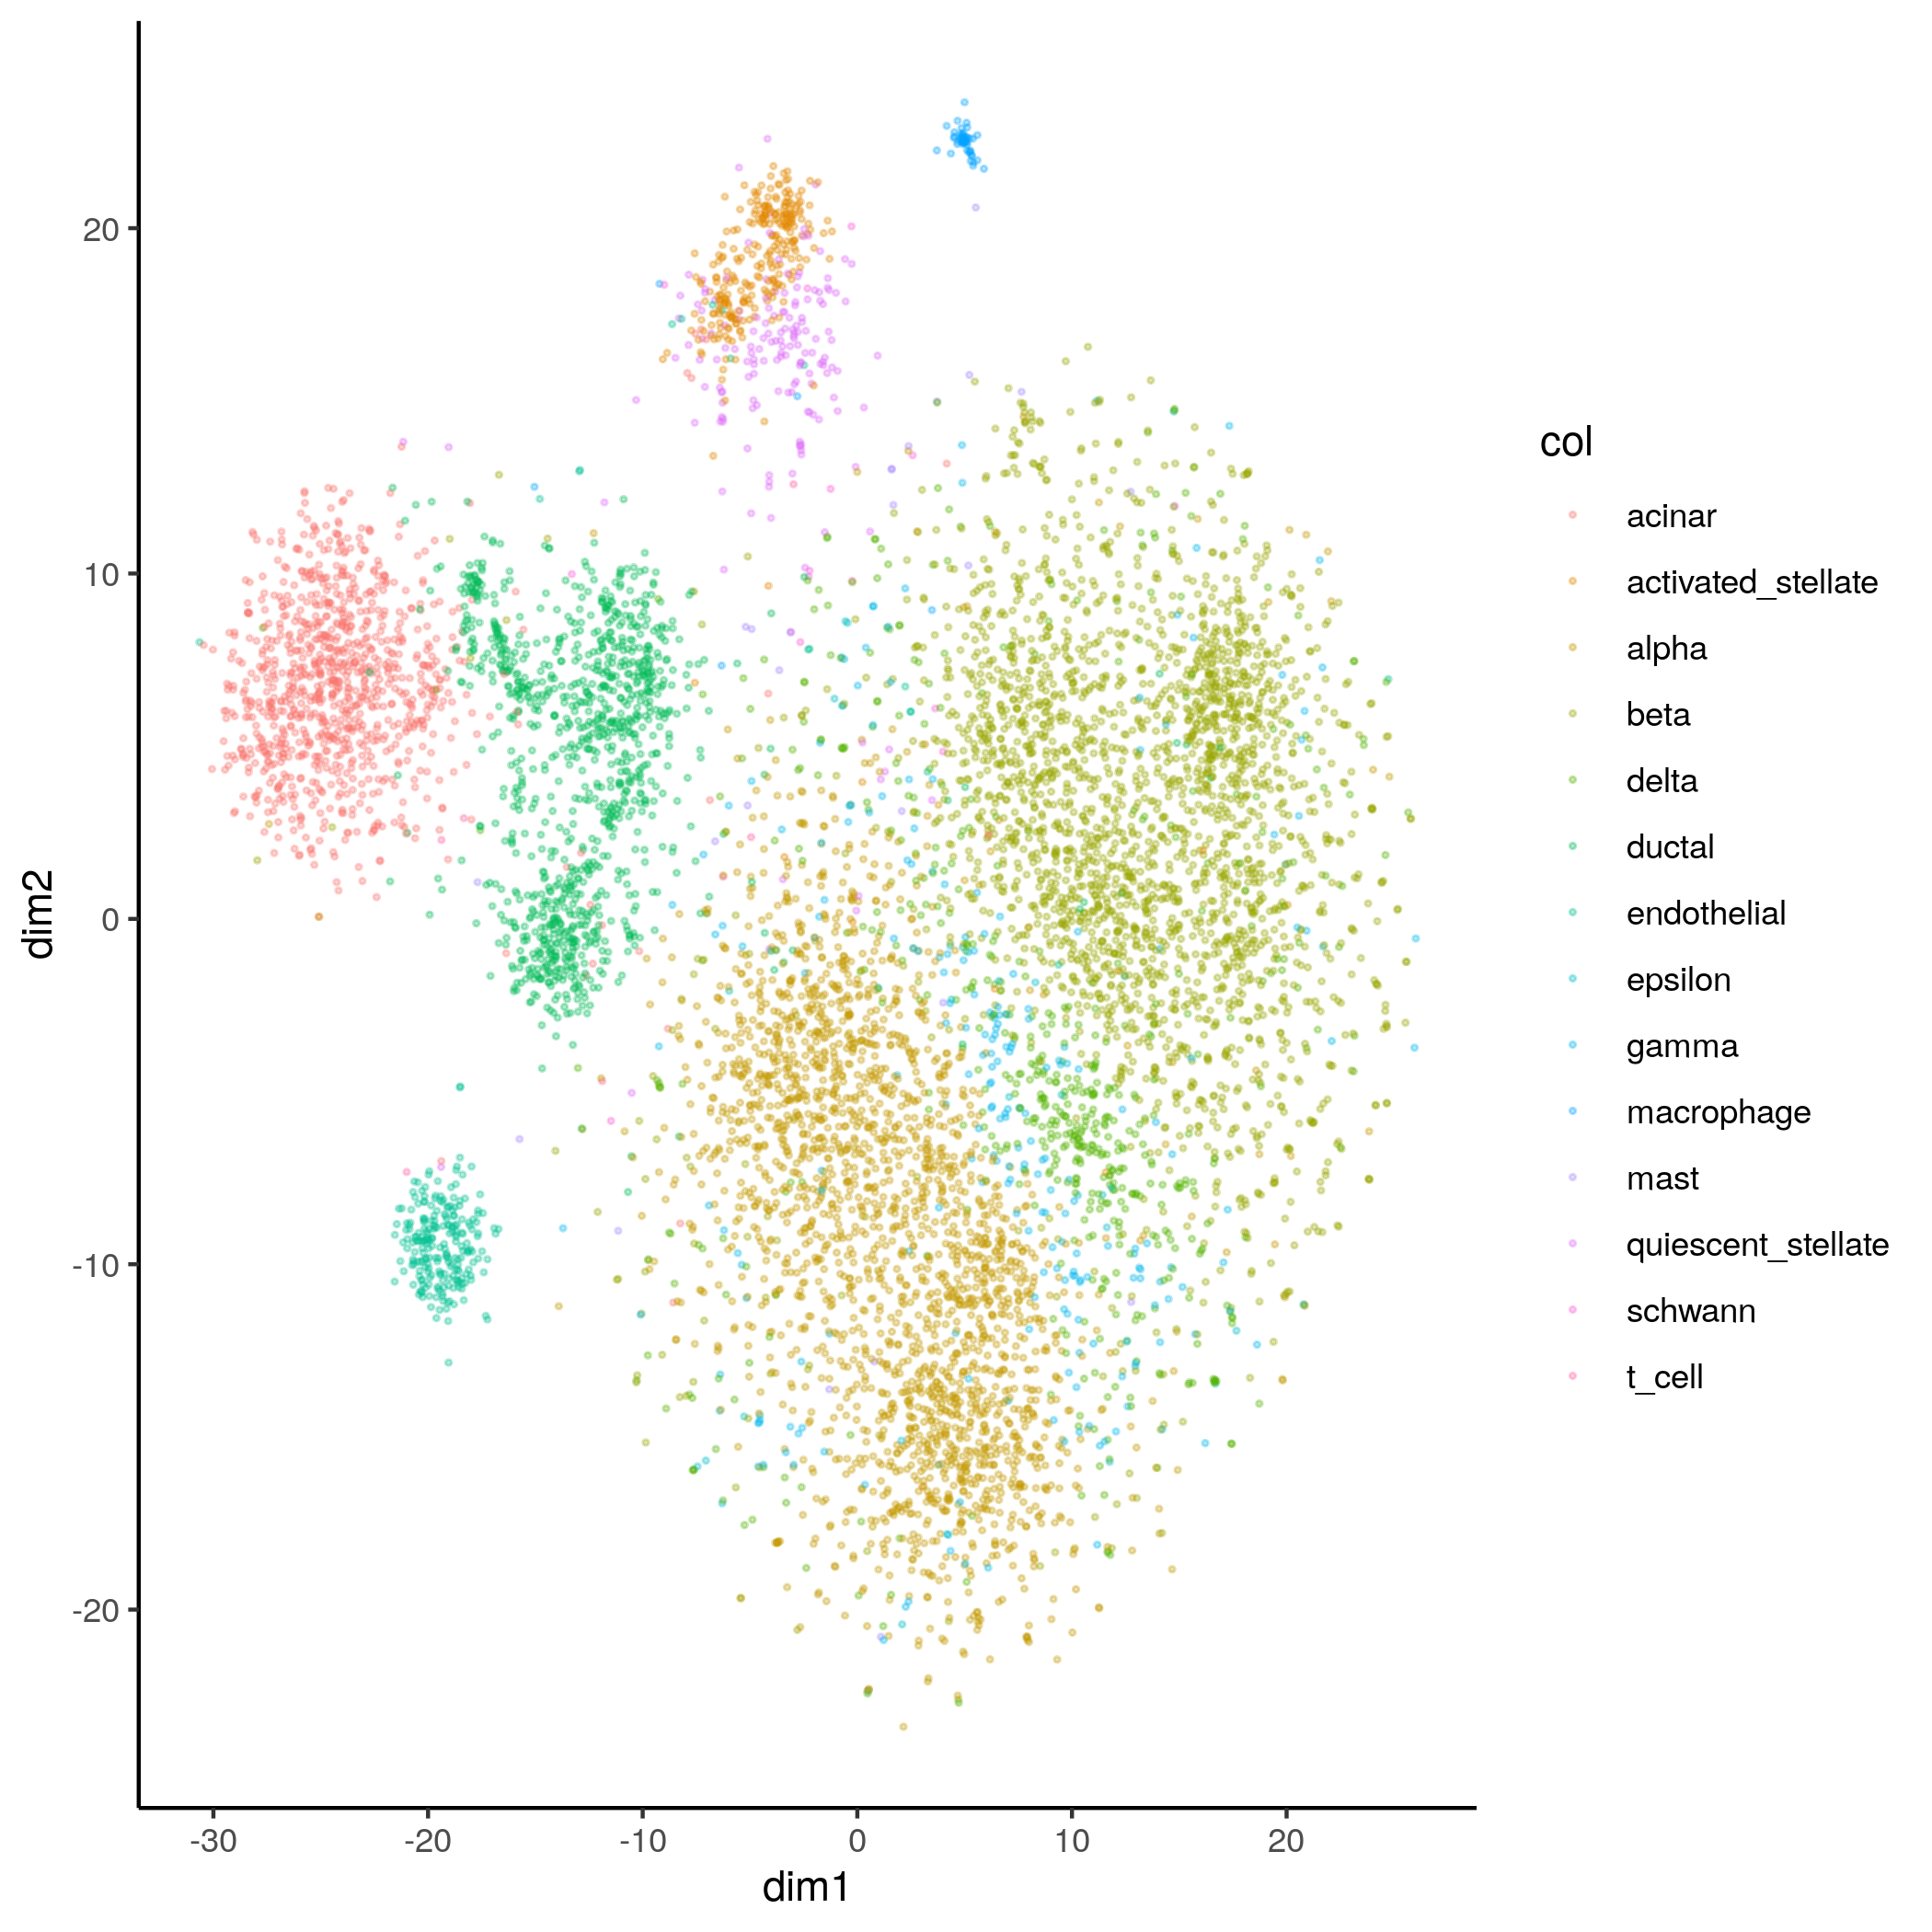 20
10
0
-10
-20
dim2
-30
-20
-10
0
10
20
dim1
col
acinar
activated_stellate
alpha
beta
delta
ductal
endothelial
epsilon
gamma
macrophage
mast
quiescent_stellate
schwann
t_cell